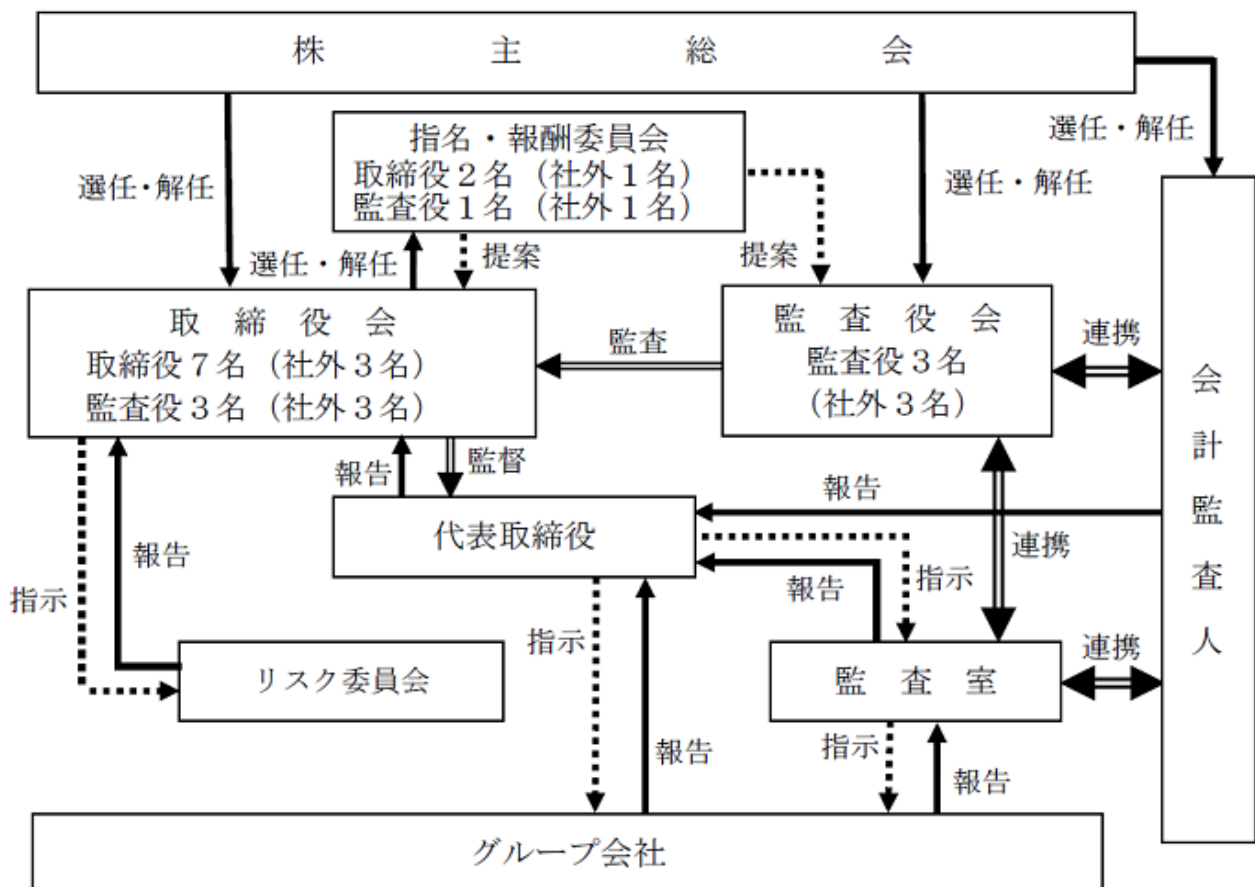 株主総会
指名・報酬委員会
取締役２名（社外１名）
監査役１名（社外１名）
選任・解任
選任・解任
選任・解任
選任・解任
提案
提案
取締役会
取締役７名（社外３名）
監査役３名（社外３名）
監査
監査役会
監査役３名
（社外３名）
連携
会計監査人
報告
監督
報告
代表取締役
連携
報告
指示
報告
指示
指示
リスク委員会
監査室
連携
報告
指示
報告
グループ会社